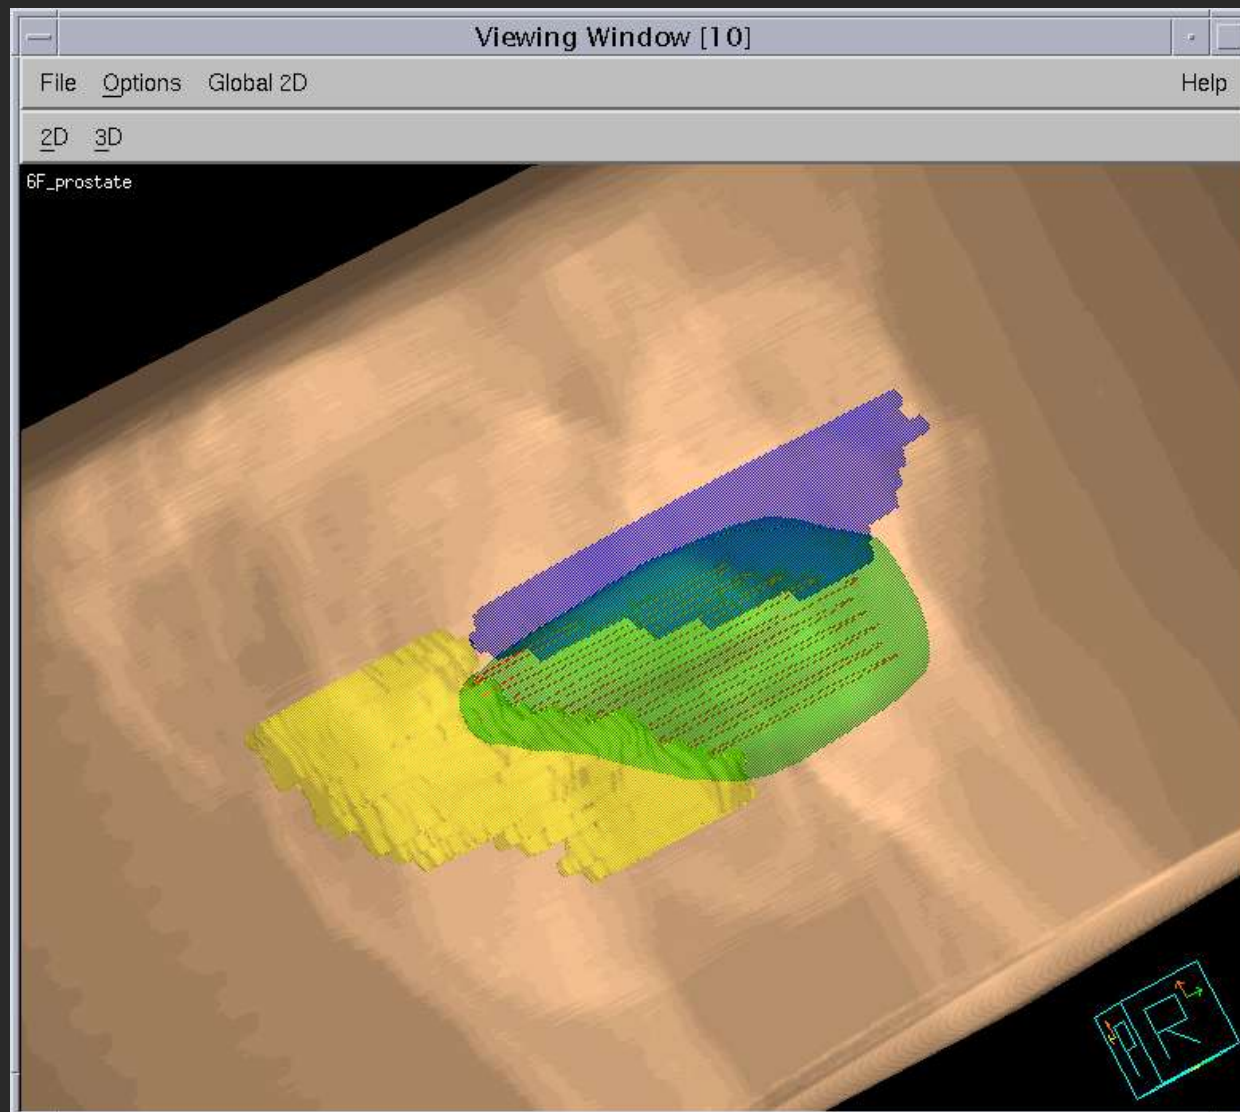 Viewing Window [10]
File Options Global 2D Help
2D 3D
6F_prostate
R